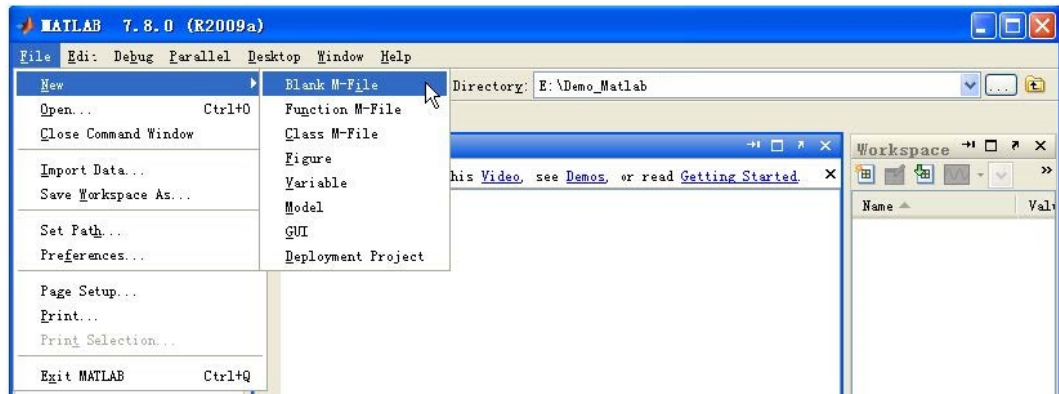 MATLAB 7.8.0 (R2009a)
File Edit Debug Parallel Desktop Window Help
New
Blank M-File
Directory: E:\Demo_Matlab
Open... Ctrl+O
Function M-File
Close Command Window
Class M-File
Workspace
Figure
Import Data...
his Video, see Demos, or read Getting Started.
Variable
Save Workspace As...
Name
Model
Set Path...
GUI
Preferences...
Deployment Project
Page Setup...
Print...
Print Selection...
Exit MATLAB Ctrl+Q